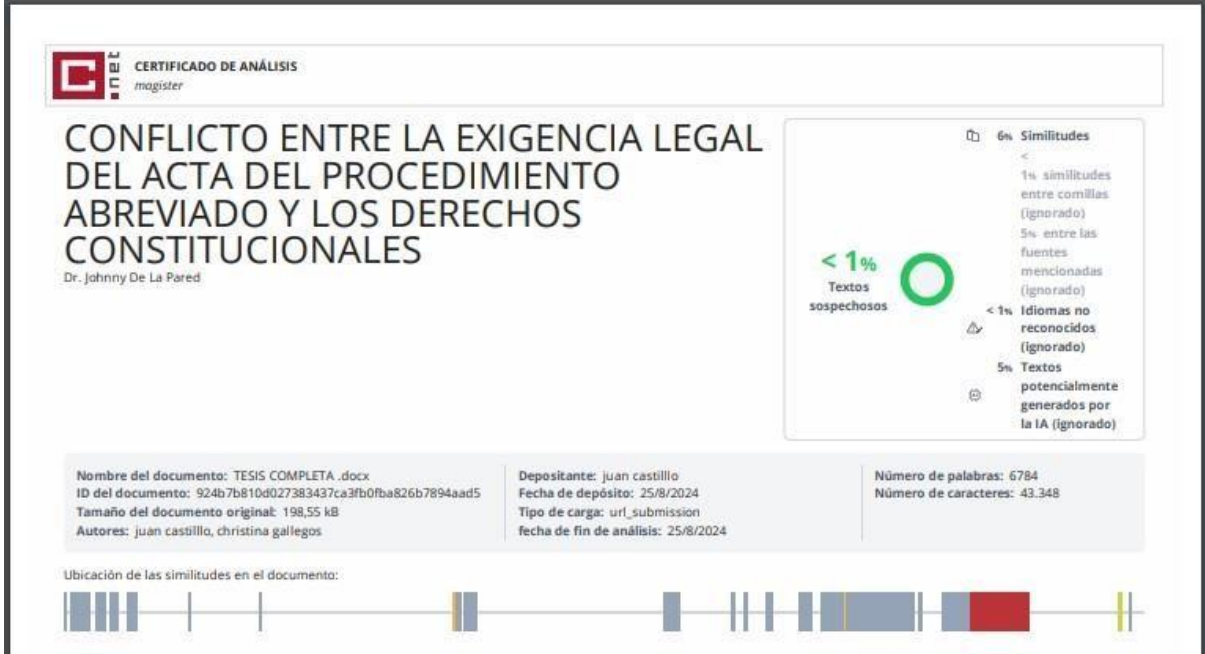 C.net
CERTIFICADO DE ANÁLISIS
magister
CONFLICTO ENTRE LA EXIGENCIA LEGAL
DEL ACTA DEL PROCEDIMIENTO
ABREVIADO Y LOS DERECHOS
CONSTITUCIONALES
Dr. Johnny De La Pared
< 1%
Textos
sospechosos
6% Similitudes
<
1% similitudes
entre comillas
(ignorado)
5% entre las
fuentes
mencionadas
(ignorado)
< 1% Idiomas no
reconocidos
(ignorado)
5% Textos
potencialmente
generados por
la IA (ignorado)
Nombre del documento: TESIS COMPLETA .docx
ID del documento: 924b7b810d027383437ca3fb0fba826b7894aad5
Tamaño del documento original: 198,55 kB
Autores: juan castilllo, christina gallegos
Depositante: juan castilllo
Fecha de depósito: 25/8/2024
Tipo de carga: url_submission
fecha de fin de análisis: 25/8/2024
Número de palabras: 6784
Número de caracteres: 43.348
Ubicación de las similitudes en el documento: